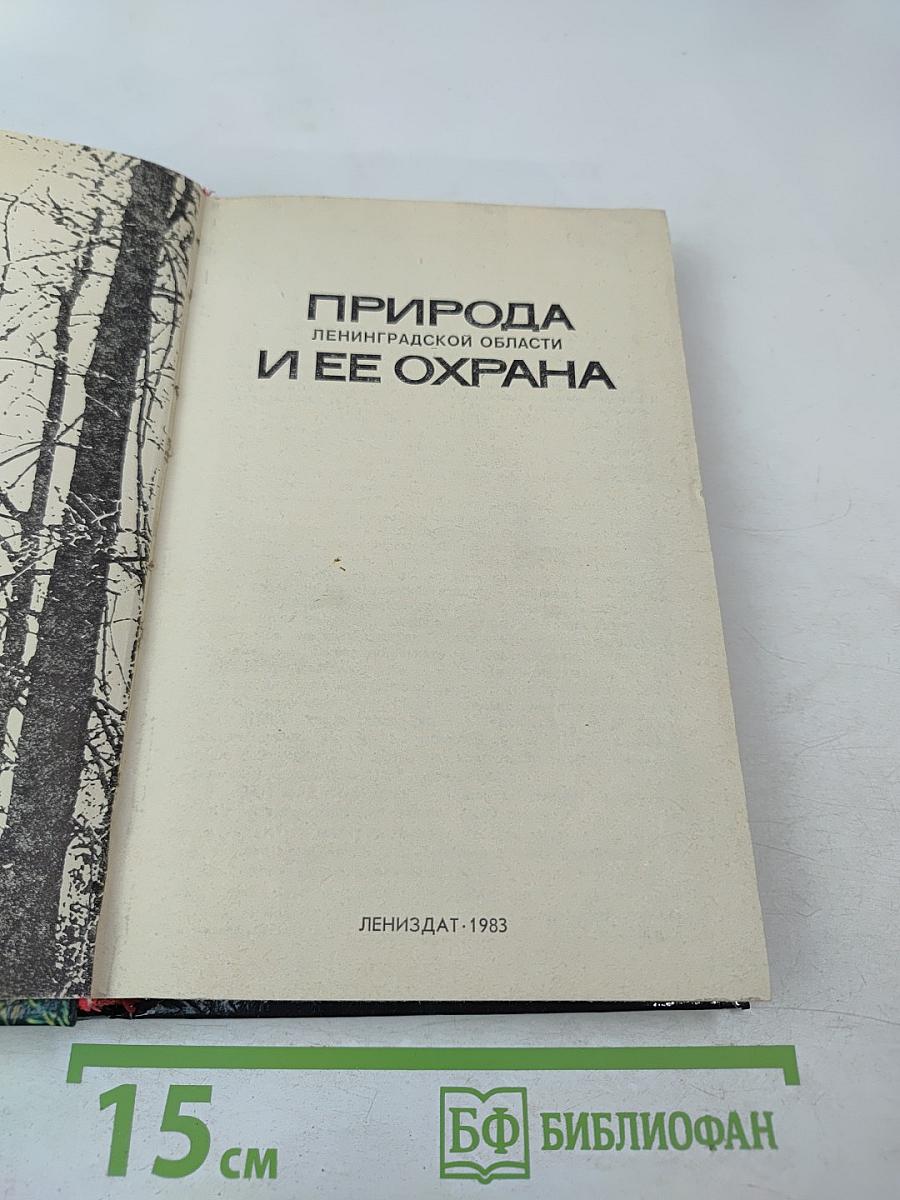 ПРИРОДА
ЛЕНИНГРАДСКОЙ ОБЛАСТИ
И ЕЕ ОХРАНА
ЛЕНИЗДАТ · 1983
15 см
БФ БИБЛИОФАН